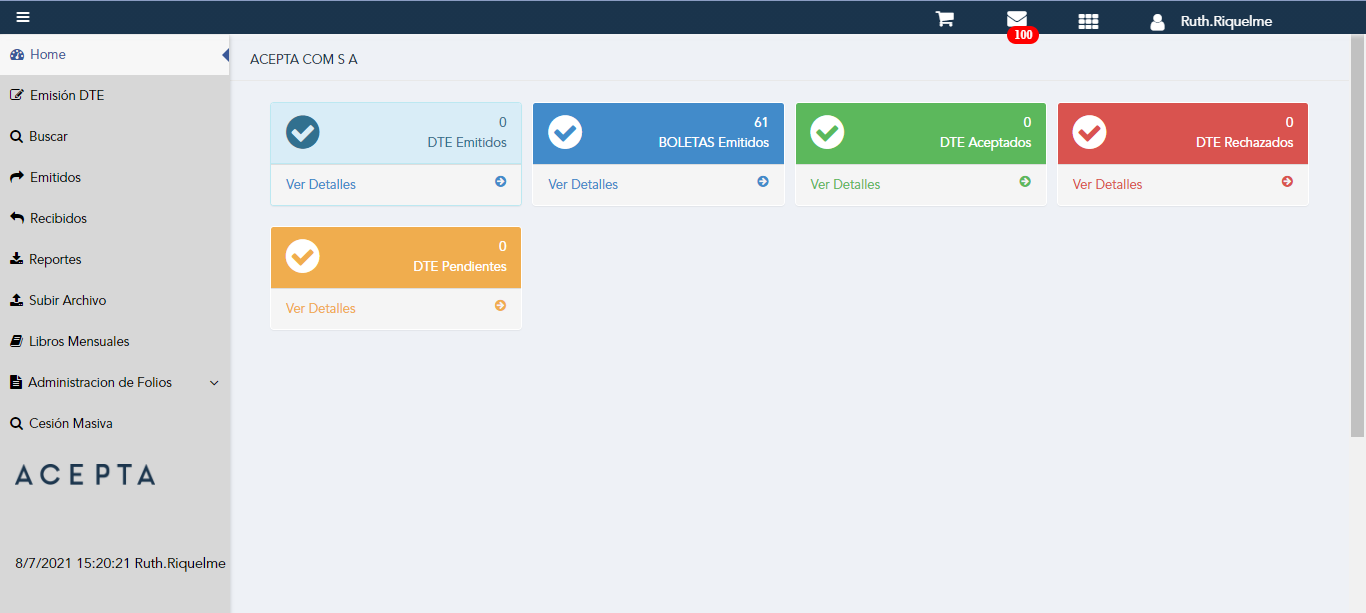 100
Ruth.Riquelme
Home
Emisión DTE
Buscar
Emitidos
Recibidos
Reportes
Subir Archivo
Libros Mensuales
Administracion de Folios
Cesión Masiva
ACEPTA
8/7/2021 15:20:21 Ruth.Riquelme
ACEPTA COM S A
0
DTE Emitidos
Ver Detalles
61
BOLETAS Emitidos
Ver Detalles
0
DTE Aceptados
Ver Detalles
0
DTE Rechazados
Ver Detalles
0
DTE Pendientes
Ver Detalles